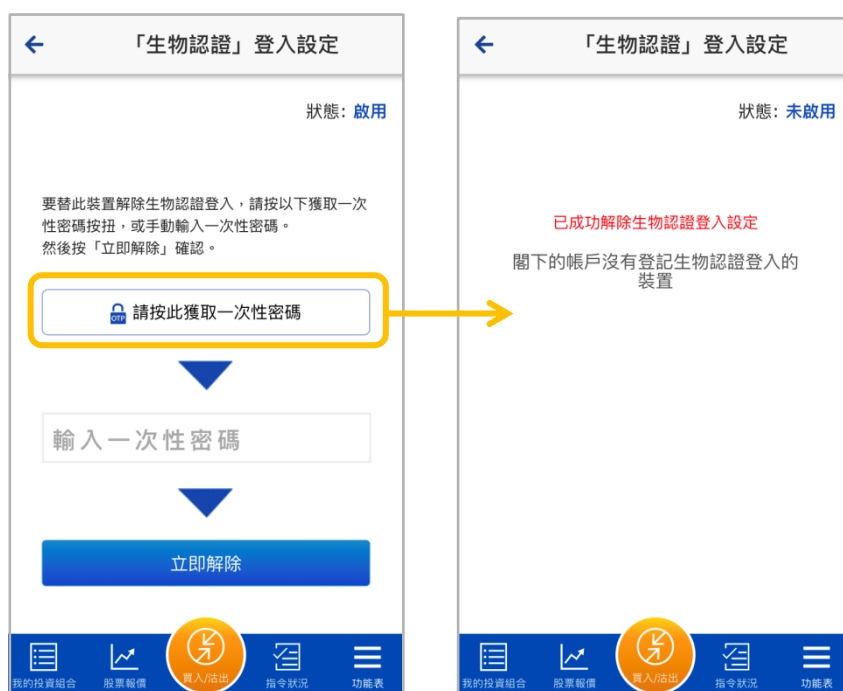 「生物認證」登入設定
狀態: 啟用
要替此裝置解除生物認證登入，請按以下獲取一次
性密碼按扭，或手動輸入一次性密碼。
然後按「立即解除」確認。
OTP 請按此獲取一次性密碼
輸入一次性密碼
立即解除
我的投資組合
股票報價
買入/沽出
指令狀況
功能表
「生物認證」登入設定
狀態: 未啟用
已成功解除生物認證登入設定
閣下的帳戶沒有登記生物認證登入的
裝置
我的投資組合
股票報價
買入/沽出
指令狀況
功能表